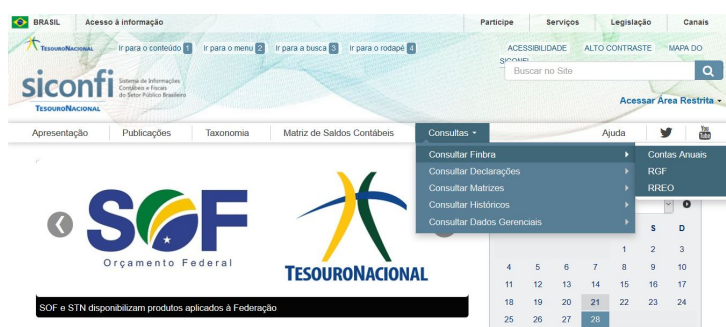 BRASIL Acesso à informação Participe Serviços Legislação Canais
TESOURONACIONAL Ir para o conteúdo 1 Ir para o menu 2 Ir para a busca 3 Ir para o rodapé 4 ACESSIBILIDADE ALTO CONTRASTE MAPA DO
SICONFI
Buscar no Site
siconfi Sistema de Informações
Contábeis e Fiscais
do Setor Público Brasileiro
TESOURONACIONAL
Acessar Área Restrita
Apresentação Publicações Taxonomia Matriz de Saldos Contábeis Consultas Ajuda You
Tube
Consultar Finbra Contas Anuais
Consultar Declarações RGF
Consultar Matrizes RREO
Consultar Históricos
Consultar Dados Gerenciais
SOF
Orçamento Federal
TESOURONACIONAL
SOF e STN disponibilizam produtos aplicados à Federação
S D
1 2 3
4 5 6 7 8 9 10
11 12 13 14 15 16 17
18 19 20 21 22 23 24
25 26 27 28